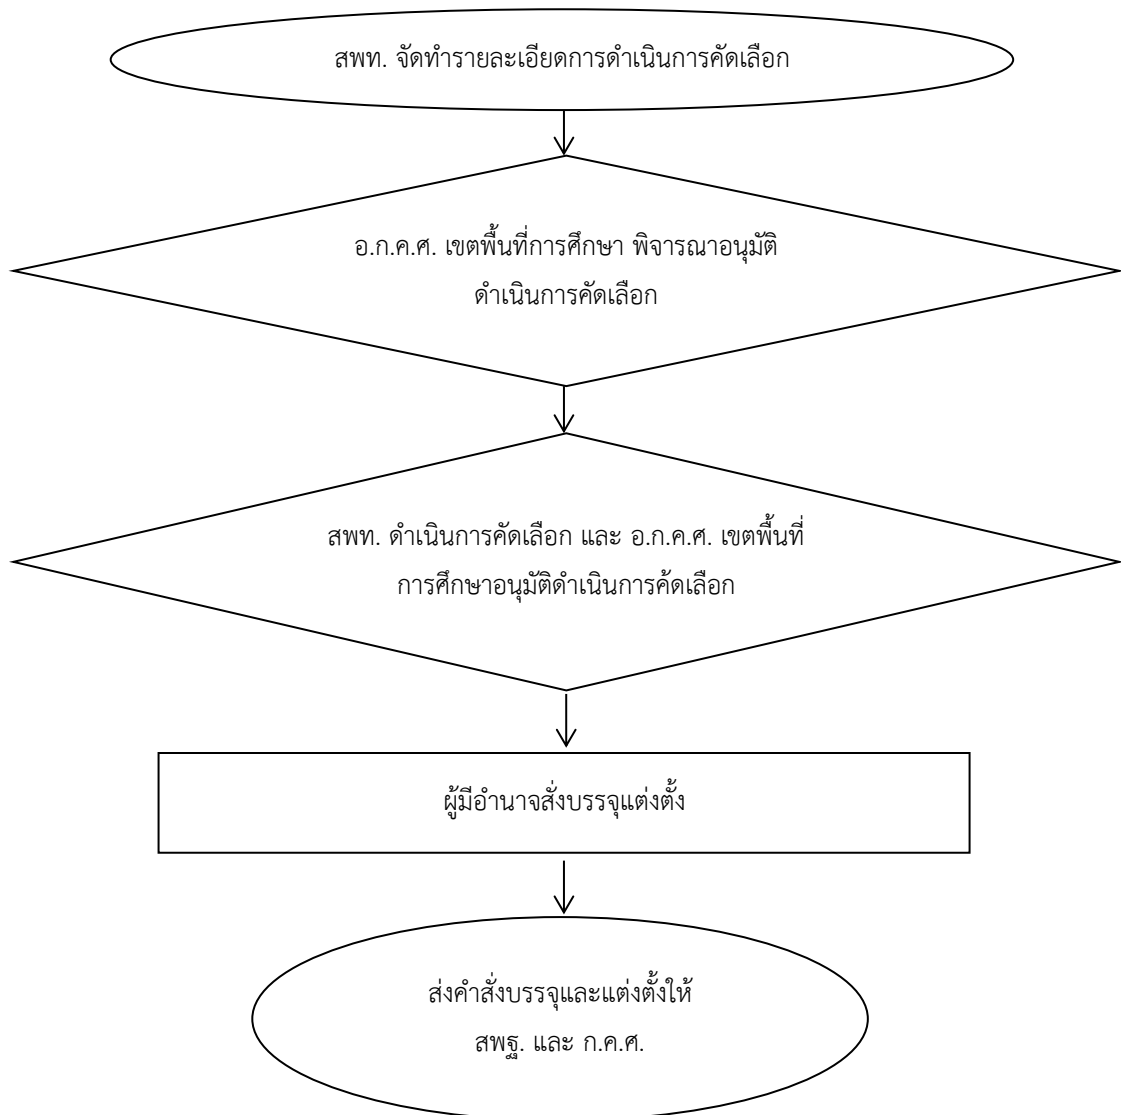 สพท. จัดทำรายละเอียดการดำเนินการคัดเลือก
อ.ก.ค.ศ. เขตพื้นที่การศึกษา พิจารณาอนุมัติ
ดำเนินการคัดเลือก
สพท. ดำเนินการคัดเลือก และ อ.ก.ค.ศ. เขตพื้นที่
การศึกษาอนุมัติดำเนินการค้ดเลือก
ผู้มีอำนาจสั่งบรรจุแต่งตั้ง
ส่งคำสั่งบรรจุและแต่งตั้งให้
สพฐ. และ ก.ค.ศ.